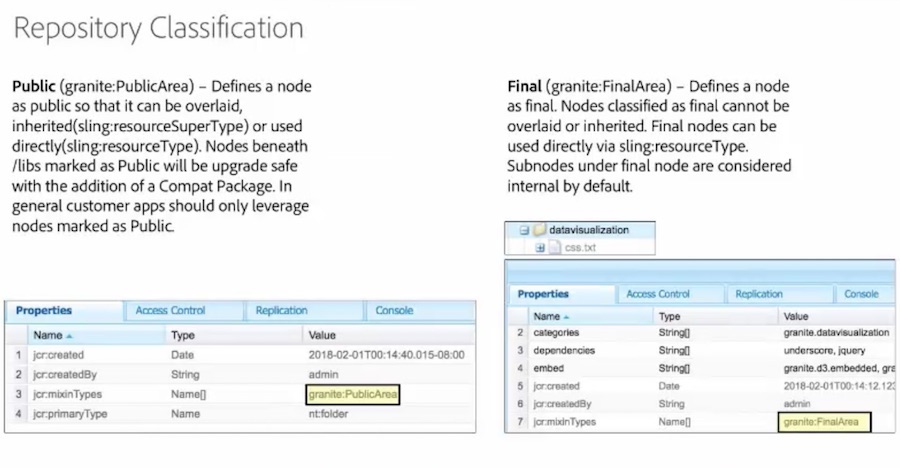 Repository Classification
Public (granite:PublicArea) – Defines a node
as public so that it can be overlaid,
inherited(sling:resourceSuperType) or used
directly(sling:resourceType). Nodes beneath
/libs marked as Public will be upgrade safe
with the addition of a Compat Package. In
general customer apps should only leverage
nodes marked as Public.
Properties Access Control Replication Console
Name Type Value
1 jcr:created Date 2018-02-01T00:14:40.015-08:00
2 jcr:createdBy String admin
3 jcr:mixinTypes Name[] granite:PublicArea
4 jcr:primaryType Name nt:folder
Final (granite:FinalArea) – Defines a node
as final. Nodes classified as final cannot be
overlaid or inherited. Final nodes can be
used directly via sling:resourceType.
Subnodes under final node are considered
internal by default.
datavisualization
css.txt
Properties Access Control Replication Console
Name Type Value
2 categories String[] granite.datavisualization
3 dependencies String[] underscore, jquery
4 embed String[] granite.d3.embedded, gra
5 jcr:created Date 2018-02-01T00:14:12.123
6 jcr:createdBy String admin
7 jcr:mixinTypes Name[] granite:FinalArea